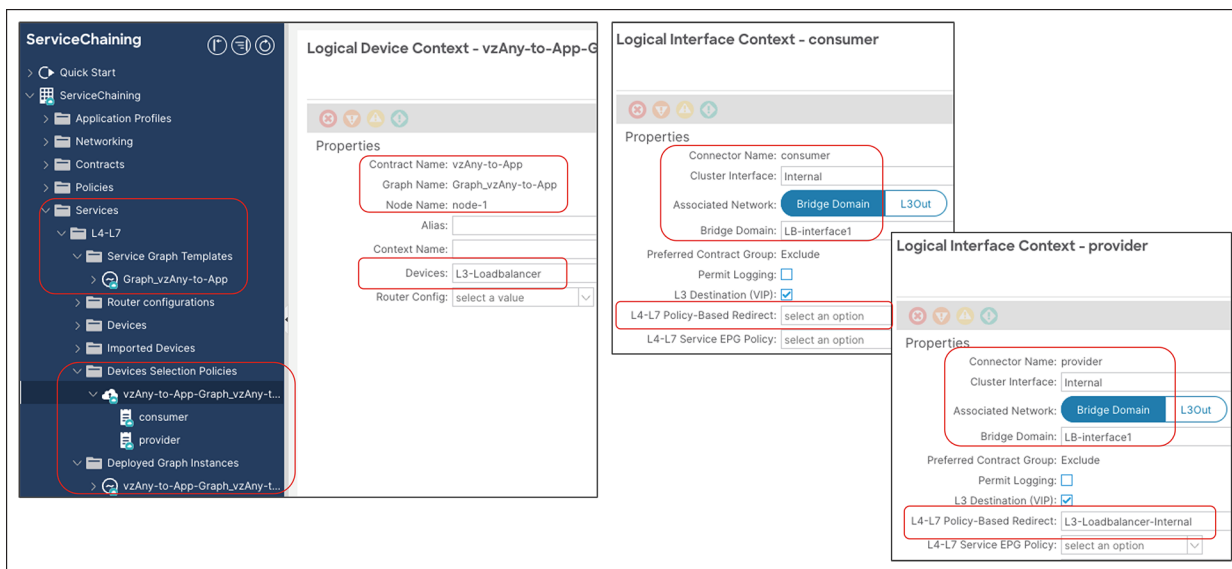 ServiceChaining
Quick Start
ServiceChaining
Application Profiles
Networking
Contracts
Policies
Services
L4-L7
Service Graph Templates
Graph_vzAny-to-App
Router configurations
Devices
Imported Devices
Devices Selection Policies
vzAny-to-App-Graph_vzAny-t...
consumer
provider
Deployed Graph Instances
vzAny-to-App-Graph_vzAny-t...
Logical Device Context - vzAny-to-App-G
Properties
Contract Name: vzAny-to-App
Graph Name: Graph_vzAny-to-App
Node Name: node-1
Alias:
Context Name:
Devices: L3-Loadbalancer
Router Config: select a value
Logical Interface Context - consumer
Properties
Connector Name: consumer
Cluster Interface: Internal
Associated Network: Bridge Domain L3Out
Bridge Domain: LB-interface1
Preferred Contract Group: Exclude
Permit Logging:
L3 Destination (VIP):
L4-L7 Policy-Based Redirect: select an option
L4-L7 Service EPG Policy: select an option
Logical Interface Context - provider
Properties
Connector Name: provider
Cluster Interface: Internal
Associated Network: Bridge Domain L3Out
Bridge Domain: LB-interface1
Preferred Contract Group: Exclude
Permit Logging:
L3 Destination (VIP):
L4-L7 Policy-Based Redirect: L3-Loadbalancer-Internal
L4-L7 Service EPG Policy: select an option